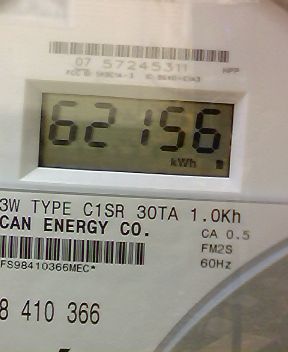 07 57245311
62156
kWh
3W TYPE C1SR 30TA 1.0Kh
CAN ENERGY CO.
CA 0.5
FM2S
60Hz
FS98410366MEC*
8 410 366